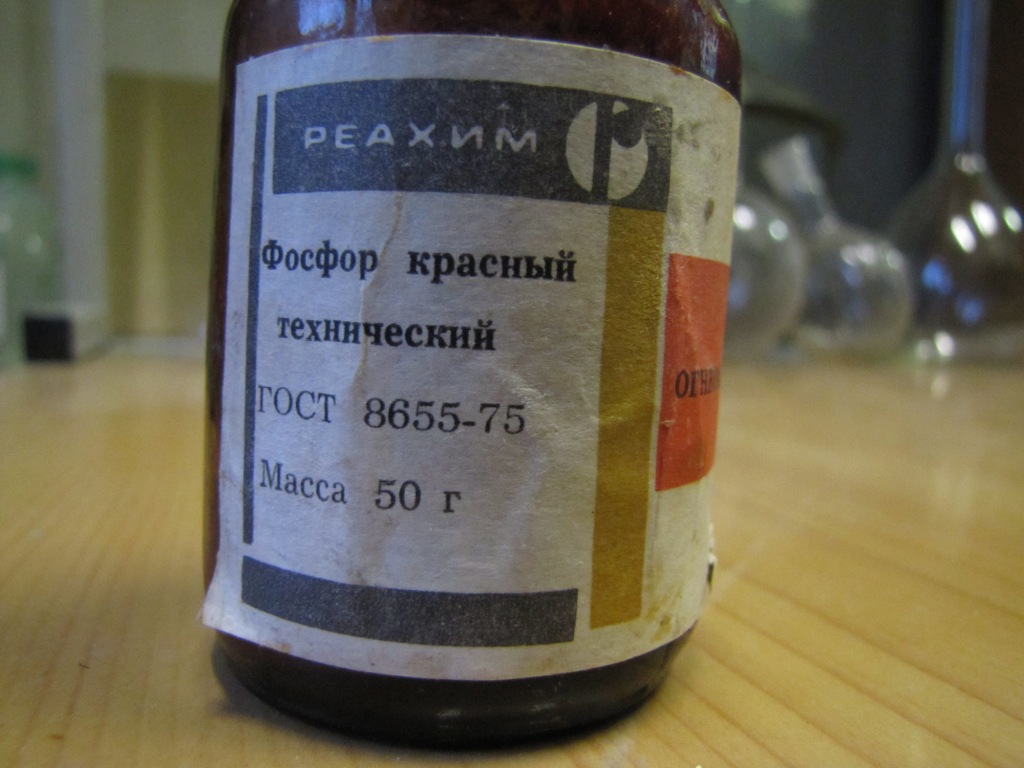 РЕАХИМ
Фосфор красный
технический
ГОСТ 8655-75
Масса 50 г